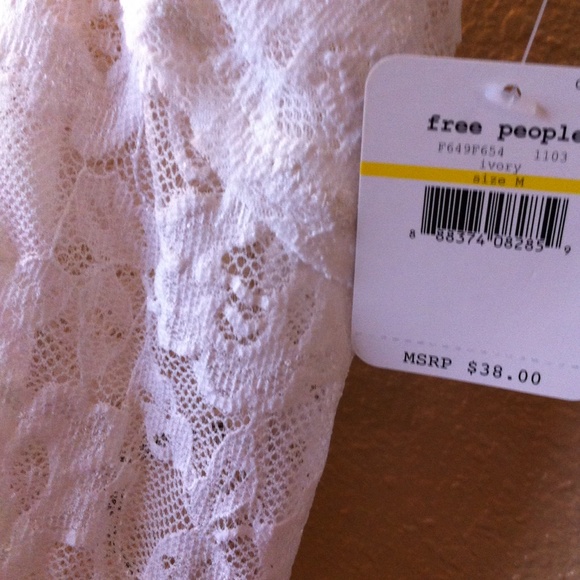 free people
F649F654 1103
ivory
size M
8 88374 08285 9
MSRP $38.00